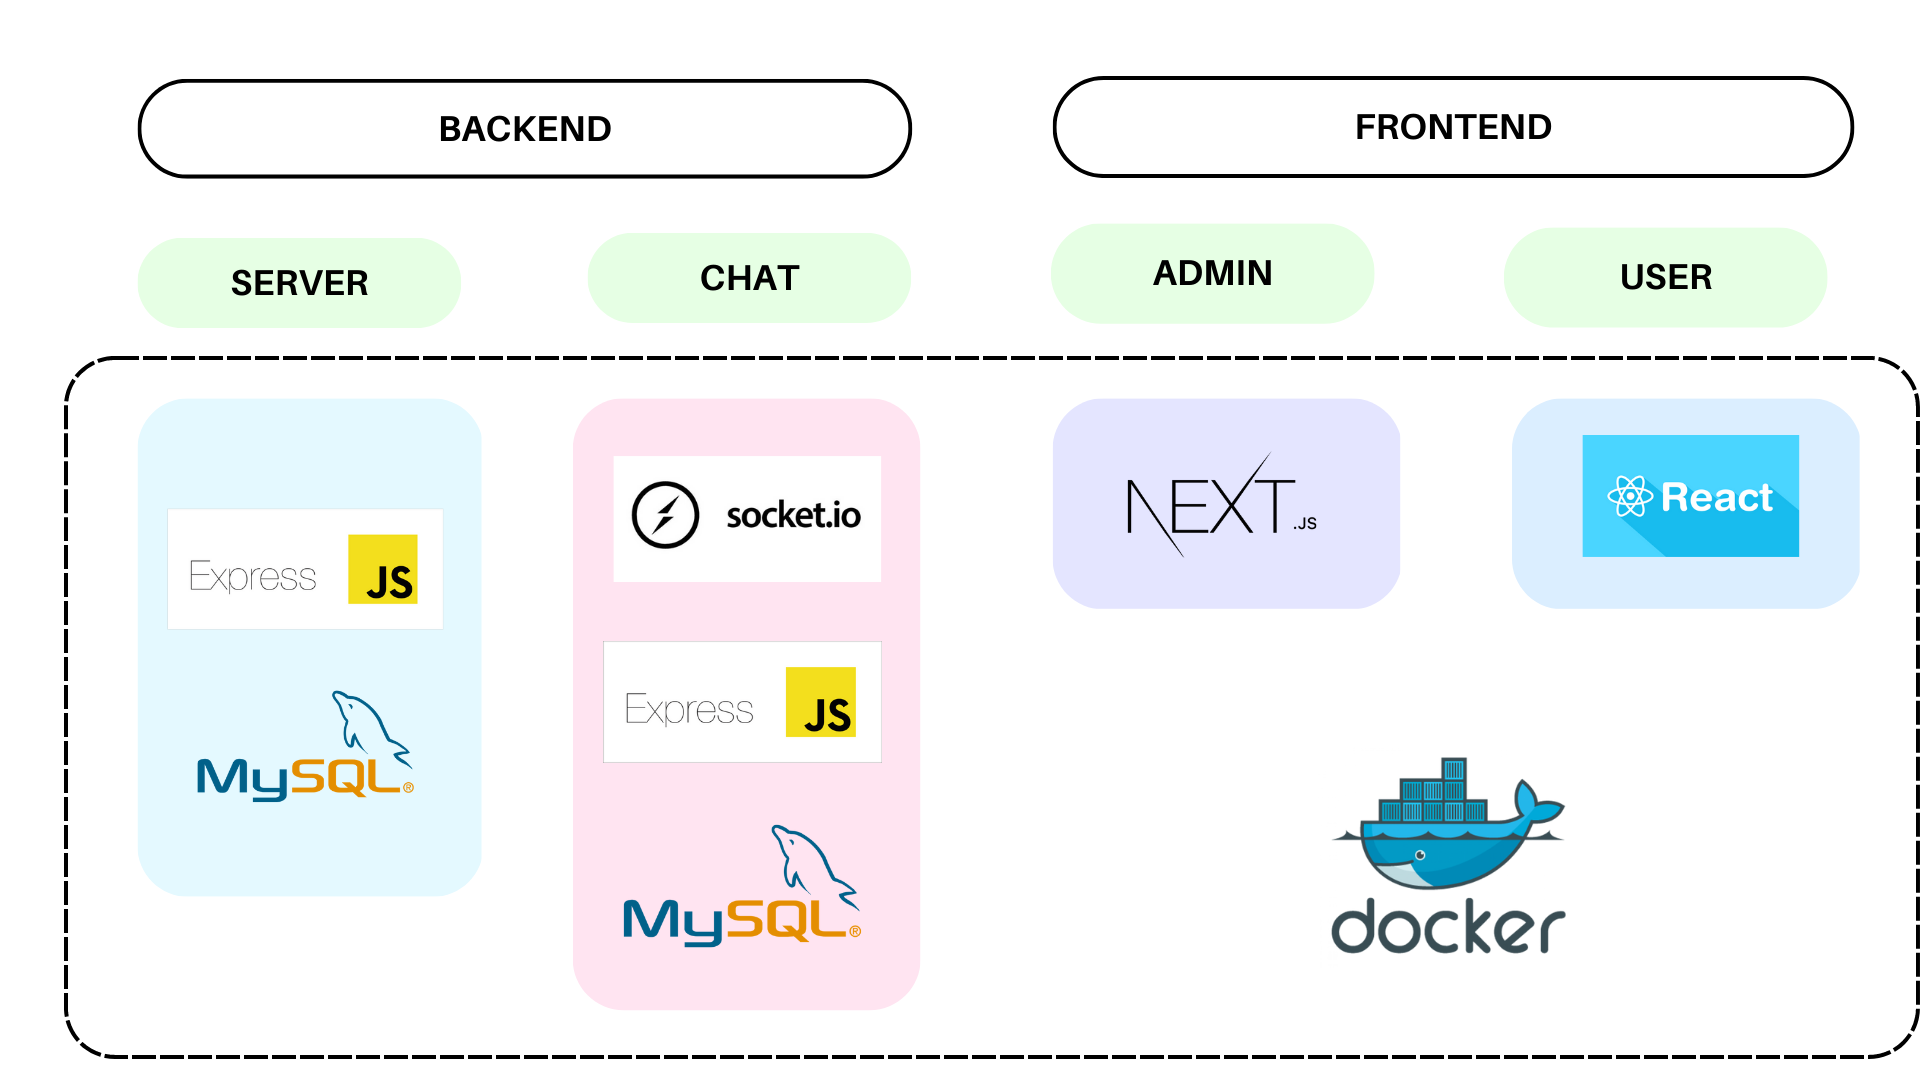 BACKEND
FRONTEND
SERVER
CHAT
ADMIN
USER
Express
JS
MySQL®
socket.io
Express
JS
MySQL®
NEXT.JS
React
docker